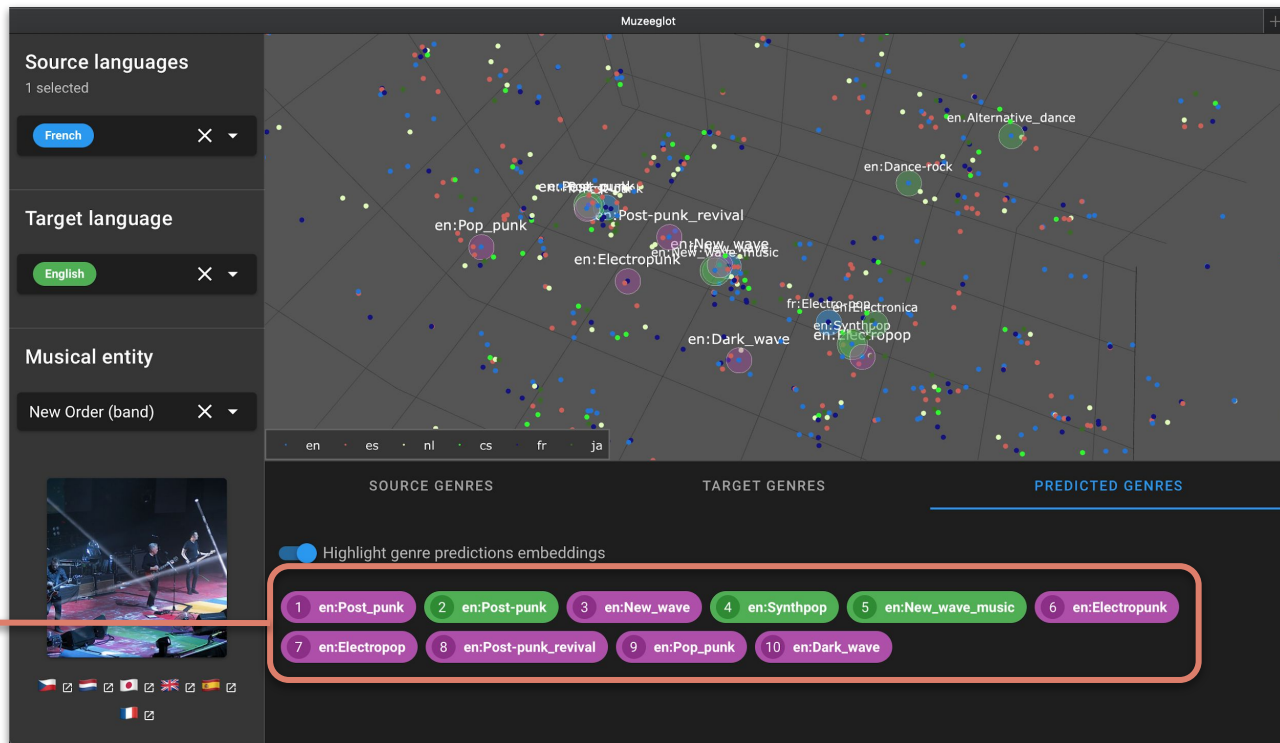 Muzeeglot
Source languages
1 selected
French
Target language
English
Musical entity
New Order (band)
en:Alternative_dance
en:Dance-rock
en:Post-punk_revival
en:Pop_punk
en:New_wave
en:New_wave_music
en:Electropunk
fr:Electro-pop
en:Electronica
en:Synthpop
en:Electropop
en:Dark_wave
en es nl cs fr ja
SOURCE GENRES TARGET GENRES PREDICTED GENRES
Highlight genre predictions embeddings
1 en:Post_punk 2 en:Post-punk 3 en:New_wave 4 en:Synthpop 5 en:New_wave_music 6 en:Electropunk
7 en:Electropop 8 en:Post-punk_revival 9 en:Pop_punk 10 en:Dark_wave